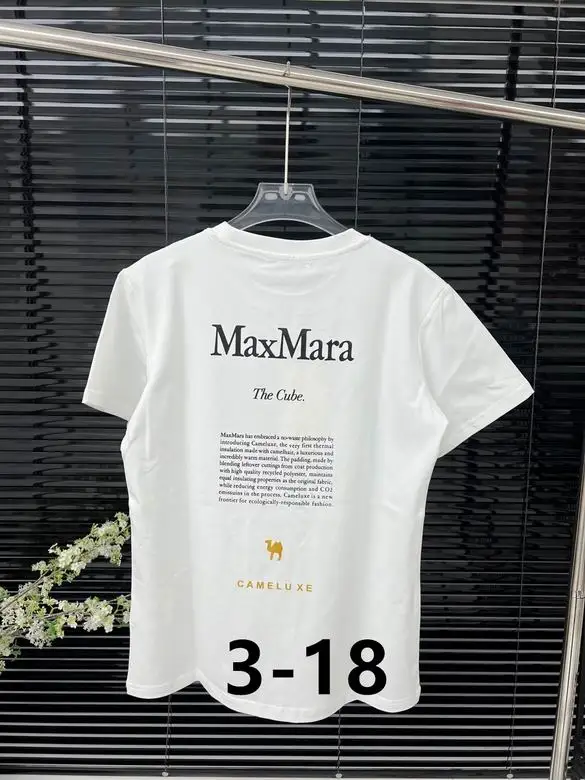 MaxMara
The Cube.
MaxMara has embraced a no-waste philosophy by
introducing Cameluxe, the very first thermal
insulation made with camelhair, a luxurious and
incredibly warm material. The padding, made by
blending leftover cuttings from coat production
with high quality recycled polyester, maintains
equal insulating properties as the original fabric,
while reducing energy consumption and CO2
emissuins in the process. Cameluxe is a new
frontier for ecologically-responsible fashion.
CAMELUXE
3-18